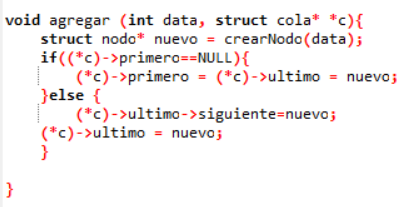 void agregar (int data, struct cola* *c){
    struct nodo* nuevo = crearNodo(data);
    if((*c)->primero==NULL){
        (*c)->primero = (*c)->ultimo = nuevo;
    }else {
        (*c)->ultimo->siguiente=nuevo;
    (*c)->ultimo = nuevo;
    }
}